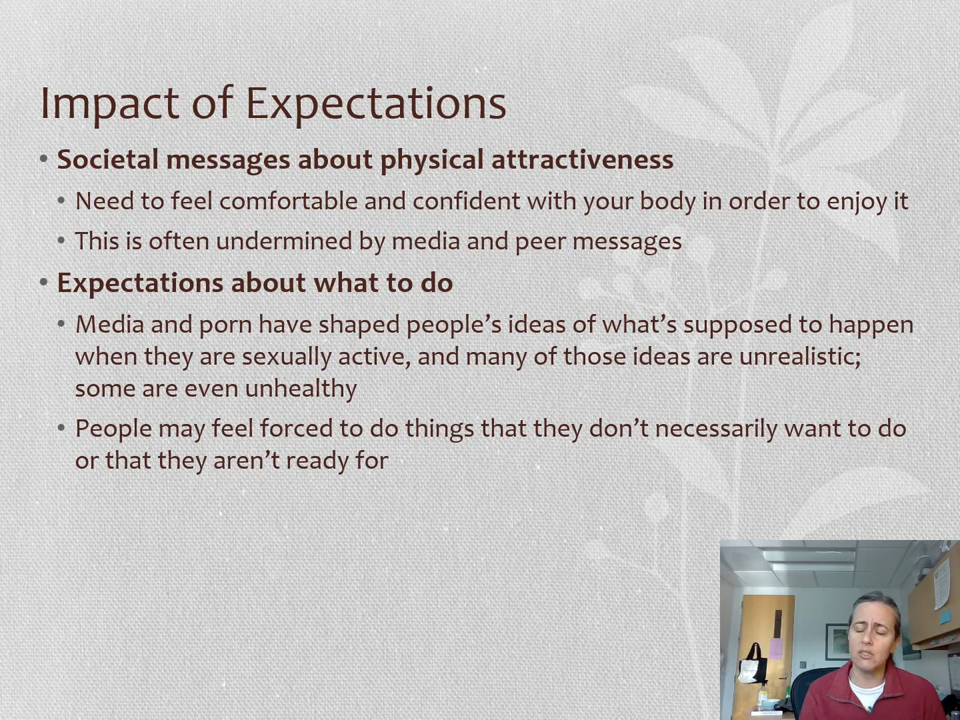 Impact of Expectations
• Societal messages about physical attractiveness
• Need to feel comfortable and confident with your body in order to enjoy it
• This is often undermined by media and peer messages
• Expectations about what to do
• Media and porn have shaped people’s ideas of what’s supposed to happen
when they are sexually active, and many of those ideas are unrealistic;
some are even unhealthy
• People may feel forced to do things that they don’t necessarily want to do
or that they aren’t ready for